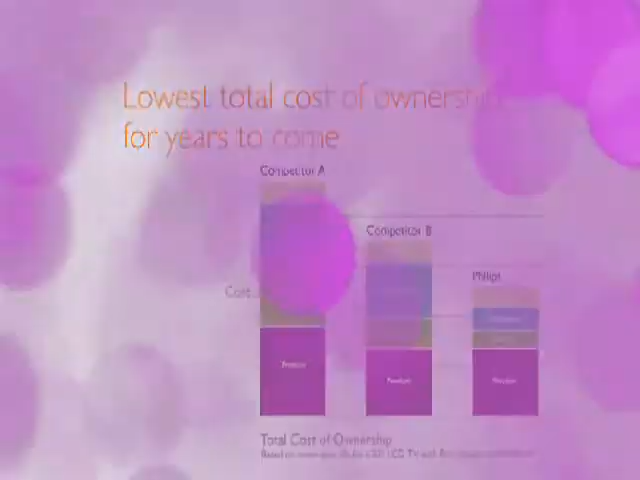 Lowest total cost of ownership
for years to come
Competitor A
Competitor B
Philips
Cost
Product
Product
Product
Total Cost of Ownership